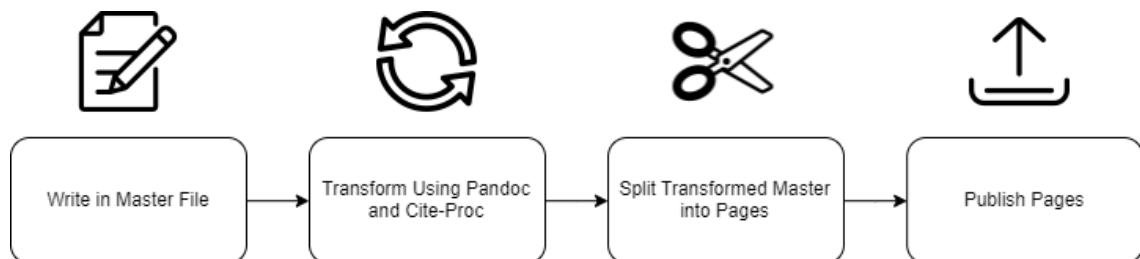 Write in Master File
Transform Using Pandoc
and Cite-Proc
Split Transformed Master
into Pages
Publish Pages